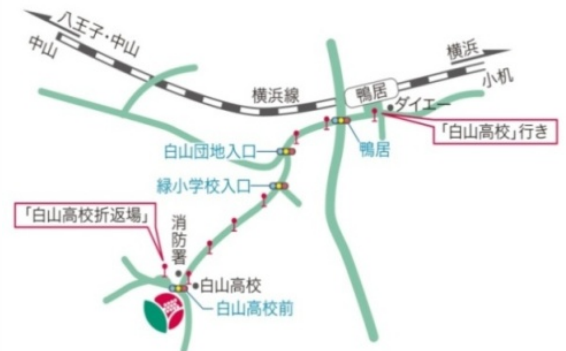 八王子・中山
中山
横浜
小机
横浜線
鴨居
ダイエー
「白山高校」行き
鴨居
白山団地入口
緑小学校入口
「白山高校折返場」
消防署
白山高校
白山高校前